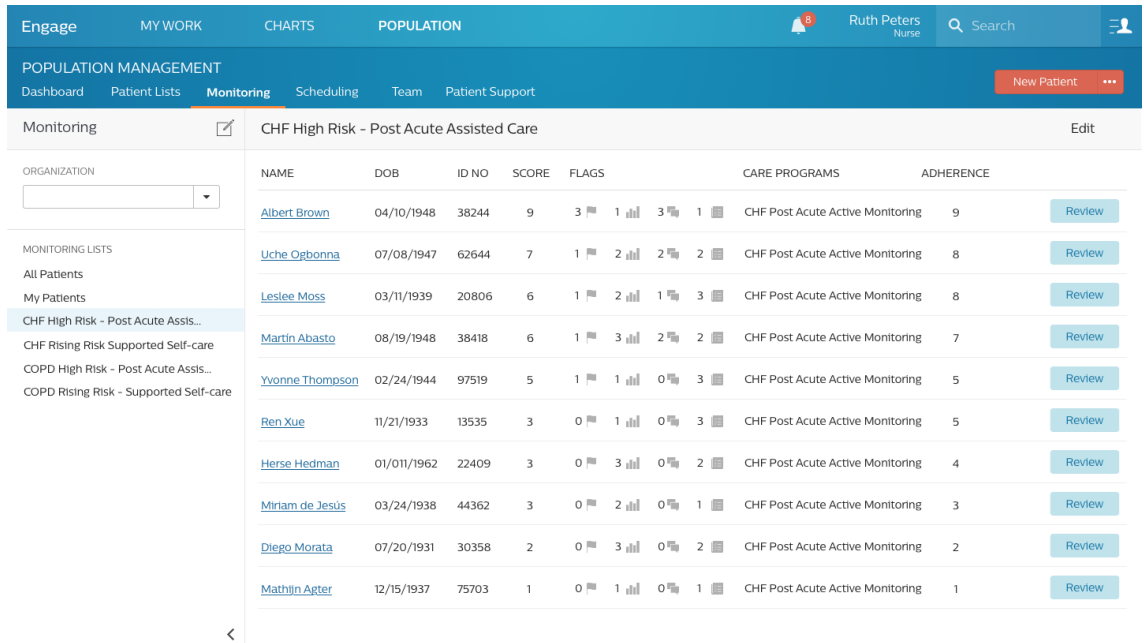 Engage MY WORK CHARTS POPULATION 8 Ruth Peters Search
Nurse
POPULATION MANAGEMENT
Dashboard Patient Lists Monitoring Scheduling Team Patient Support New Patient •••
Monitoring CHF High Risk - Post Acute Assisted Care Edit
ORGANIZATION
MONITORING LISTS
All Patients
My Patients
CHF High Risk - Post Acute Assis...
CHF Rising Risk Supported Self-care
COPD High Risk - Post Acute Assis...
COPD Rising Risk - Supported Self-care
NAME DOB ID NO SCORE FLAGS CARE PROGRAMS ADHERENCE
Albert Brown 04/10/1948 38244 9 3 1 3 1 CHF Post Acute Active Monitoring 9 Review
Uche Ogbonna 07/08/1947 62644 7 1 2 2 2 CHF Post Acute Active Monitoring 8 Review
Leslee Moss 03/11/1939 20806 6 1 2 1 3 CHF Post Acute Active Monitoring 8 Review
Martín Abasto 08/19/1948 38418 6 1 3 2 2 CHF Post Acute Active Monitoring 7 Review
Yvonne Thompson 02/24/1944 97519 5 1 1 0 3 CHF Post Acute Active Monitoring 5 Review
Ren Xue 11/21/1933 13535 3 0 1 0 3 CHF Post Acute Active Monitoring 5 Review
Herse Hedman 01/011/1962 22409 3 0 3 0 2 CHF Post Acute Active Monitoring 4 Review
Miriam de Jesús 03/24/1938 44362 3 0 2 0 1 CHF Post Acute Active Monitoring 3 Review
Diego Morata 07/20/1931 30358 2 0 3 0 2 CHF Post Acute Active Monitoring 2 Review
Mathijn Agter 12/15/1937 75703 1 0 1 0 1 CHF Post Acute Active Monitoring 1 Review